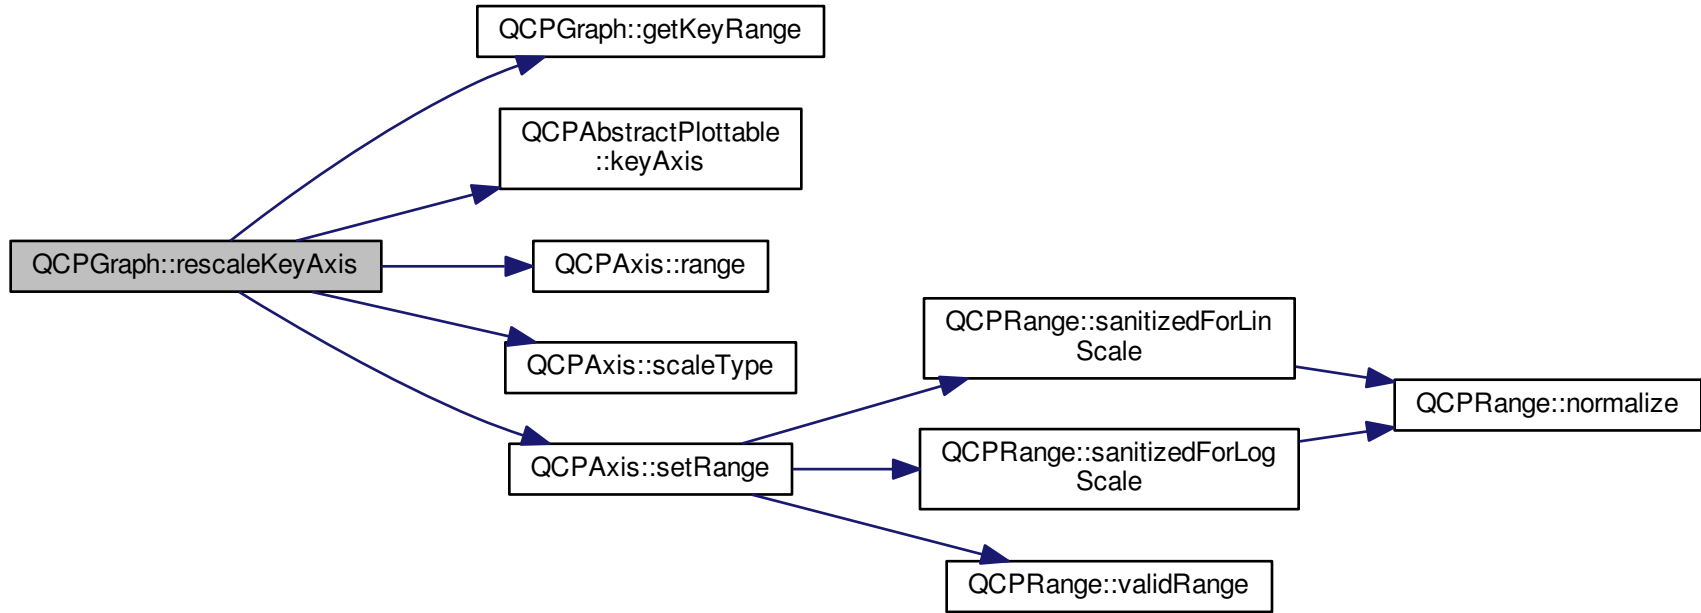 QCPGraph::getKeyRange
QCPAbstractPlottable
::keyAxis
QCPGraph::rescaleKeyAxis
QCPAxis::range
QCPAxis::scaleType
QCPAxis::setRange
QCPRange::sanitizedForLin
Scale
QCPRange::sanitizedForLog
Scale
QCPRange::validRange
QCPRange::normalize